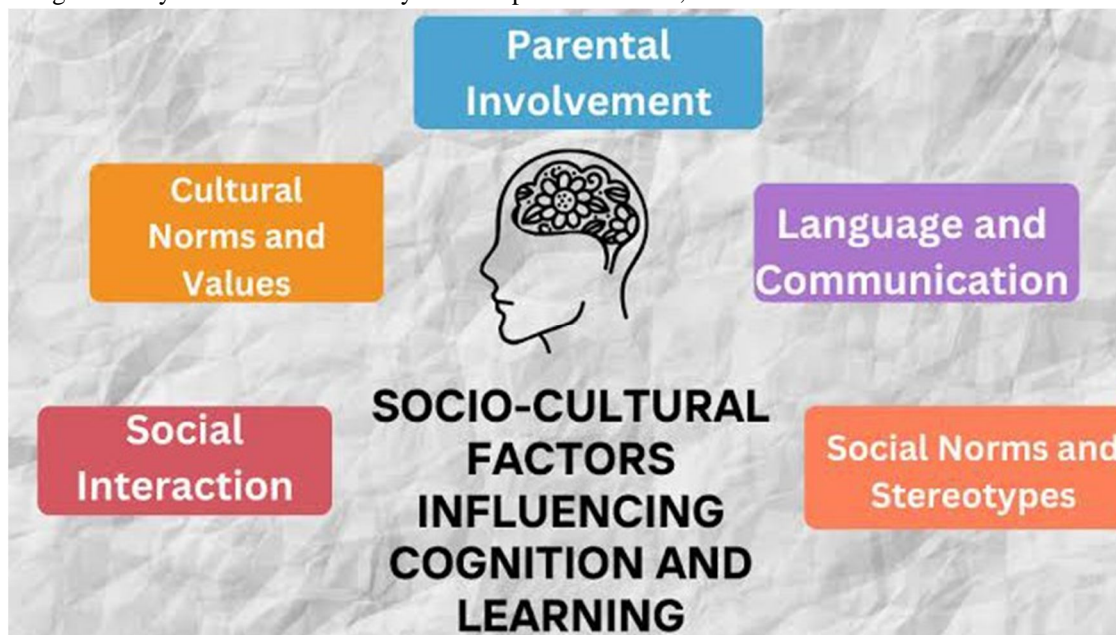 Parental
Involvement
Cultural
Norms and
Values
Language and
Communication
Social
Interaction
Social Norms and
Stereotypes
SOCIO-CULTURAL
FACTORS
INFLUENCING
COGNITION AND
LEARNING